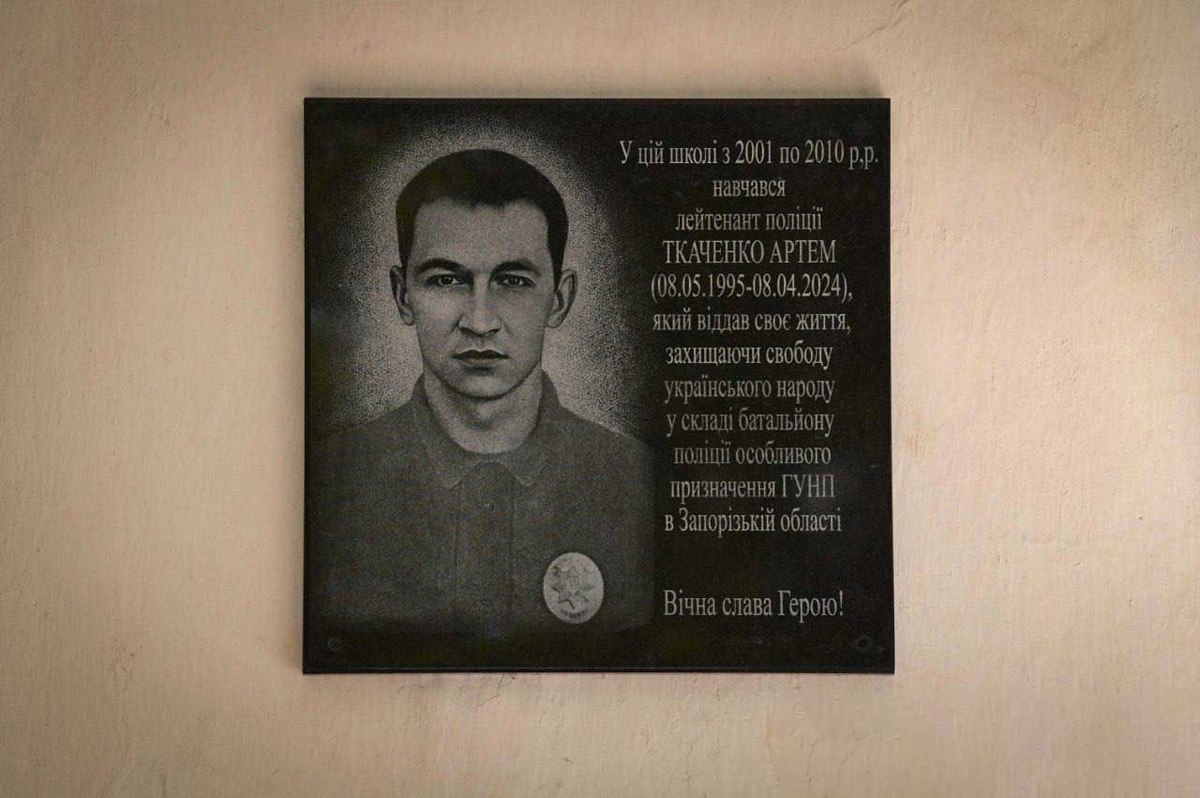 У цій школі з 2001 по 2010 р,р.
навчався
лейтенант поліції
ТКАЧЕНКО АРТЕМ
(08.05.1995-08.04.2024),
який віддав своє життя,
захищаючи свободу
українського народу
у складі батальйону
поліції особливого
призначення ГУНП
в Запорізькій області
Вічна слава Герою!